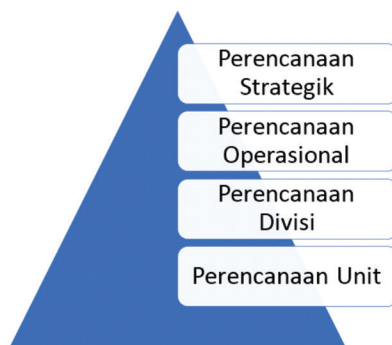 Perencanaan
Strategik
Perencanaan
Operasional
Perencanaan
Divisi
Perencanaan Unit